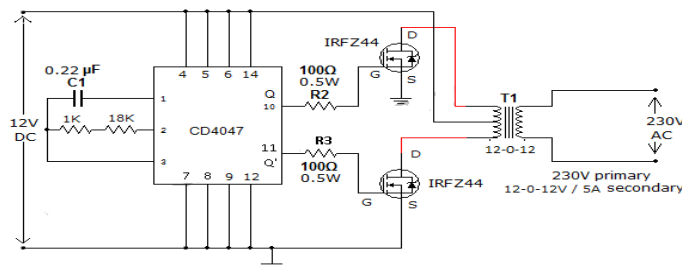 D
IRFZ44
G
S
4 5 6 14
0.22 µF
C1
1K 18K
12V
DC
1
2
3
CD4047
Q
10
11
Q'
100Ω
0.5W
R2
R3
100Ω
0.5W
7 8 9 12
D
IRFZ44
G
S
T1
12-0-12
230V
AC
230V primary
12-0-12V / 5A secondary